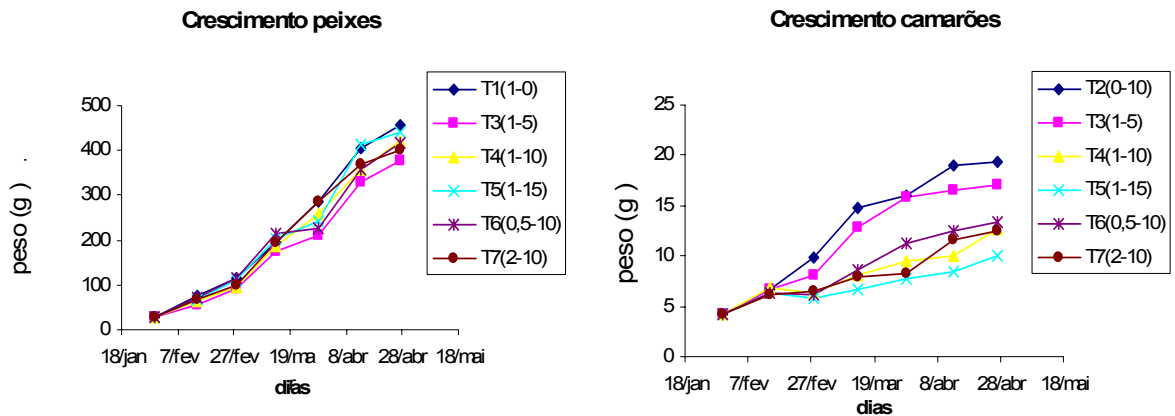 Crescimento peixes
T1(1-0)
T3(1-5)
T4(1-10)
T5(1-15)
T6(0,5-10)
T7(2-10)
peso (g )
500
400
300
200
100
0
18/jan 7/fev 27/fev 19/ma 8/abr 28/abr 18/mai
dias
Crescimento camarões
T2(0-10)
T3(1-5)
T4(1-10)
T5(1-15)
T6(0,5-10)
T7(2-10)
peso (g )
25
20
15
10
5
0
18/jan 7/fev 27/fev 19/mar 8/abr 28/abr 18/mai
dias